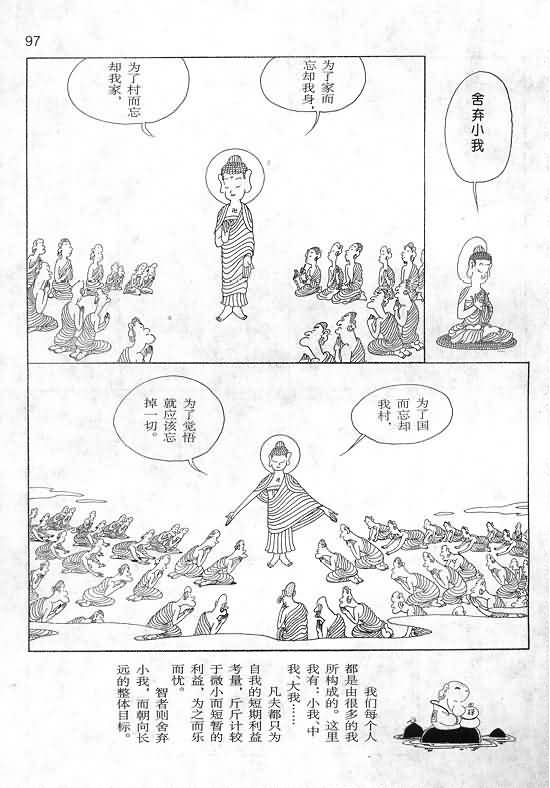 97
舍弃小我
为了家而
忘却我身，
为了村而忘
却我家，
为了国
而忘却
我村，
为了觉悟
就应该忘
掉一切。
我们每个人
都是由很多的我
所构成的。这里
我有：小我、中
我、大我……
凡夫都只为
自我的短期利益
考量，斤斤计较
于微小而短暂的
利益，为之而乐
而忧。
智者则舍弃
小我，而朝向长
远的整体目标。